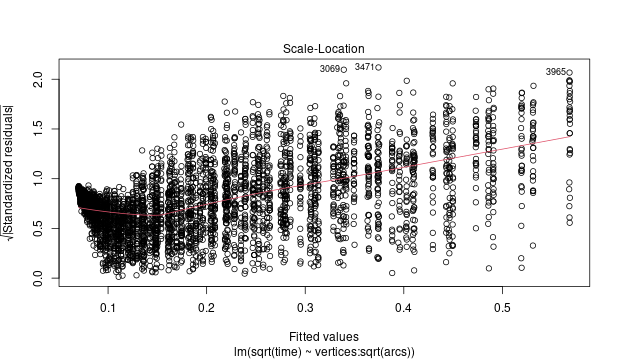 Scale-Location
√|Standardized residuals|
2.0
1.5
1.0
0.5
0.0
3069
3471
3965
0.1 0.2 0.3 0.4 0.5
Fitted values
lm(sqrt(time) ~ vertices:sqrt(arcs))